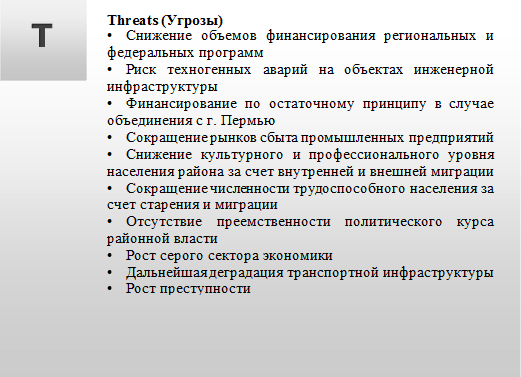 T
Threats (Угрозы)
• Снижение объемов финансирования региональных и
федеральных программ
• Риск техногенных аварий на объектах инженерной
инфраструктуры
• Финансирование по остаточному принципу в случае
объединения с г. Пермью
• Сокращение рынков сбыта промышленных предприятий
• Снижение культурного и профессионального уровня
населения района за счет внутренней и внешней миграции
• Сокращение численности трудоспособного населения за
счет старения и миграции
• Отсутствие преемственности политического курса
районной власти
• Рост серого сектора экономики
• Дальнейшая деградация транспортной инфраструктуры
• Рост преступности